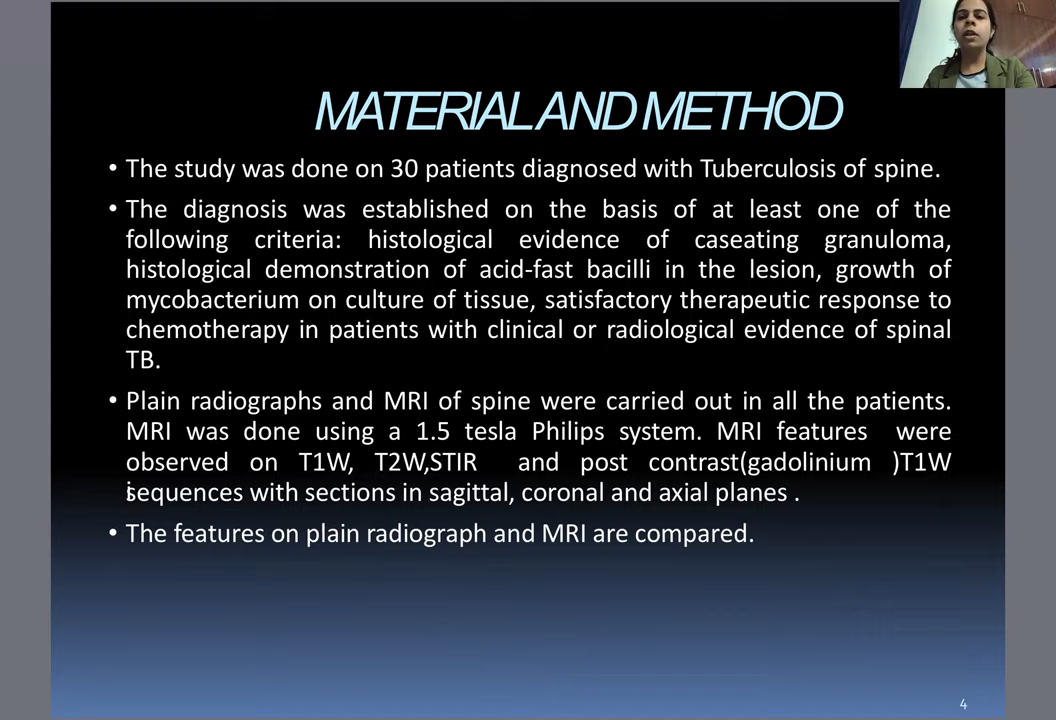 MATERIAL AND METHOD
• The study was done on 30 patients diagnosed with Tuberculosis of spine.
• The diagnosis was established on the basis of at least one of the
following criteria: histological evidence of caseating granuloma,
histological demonstration of acid-fast bacilli in the lesion, growth of
mycobacterium on culture of tissue, satisfactory therapeutic response to
chemotherapy in patients with clinical or radiological evidence of spinal
TB.
• Plain radiographs and MRI of spine were carried out in all the patients.
MRI was done using a 1.5 tesla Philips system. MRI features were
observed on T1W, T2W,STIR and post contrast(gadolinium )T1W
sequences with sections in sagittal, coronal and axial planes .
• The features on plain radiograph and MRI are compared.
4